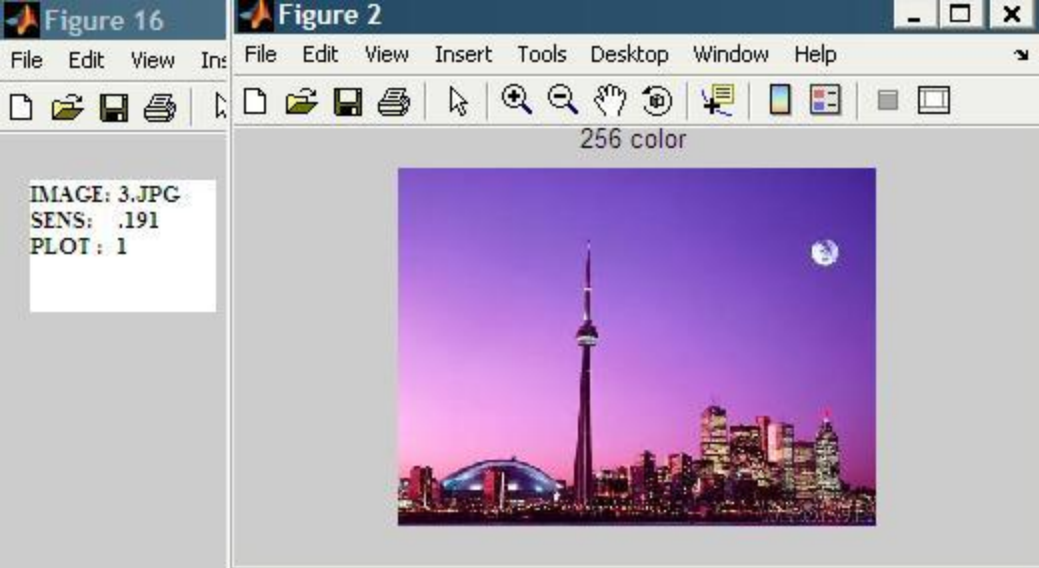 Figure 16
File Edit View Ins
IMAGE: 3.JPG
SENS: .191
PLOT : 1
Figure 2
File Edit View Insert Tools Desktop Window Help
256 color